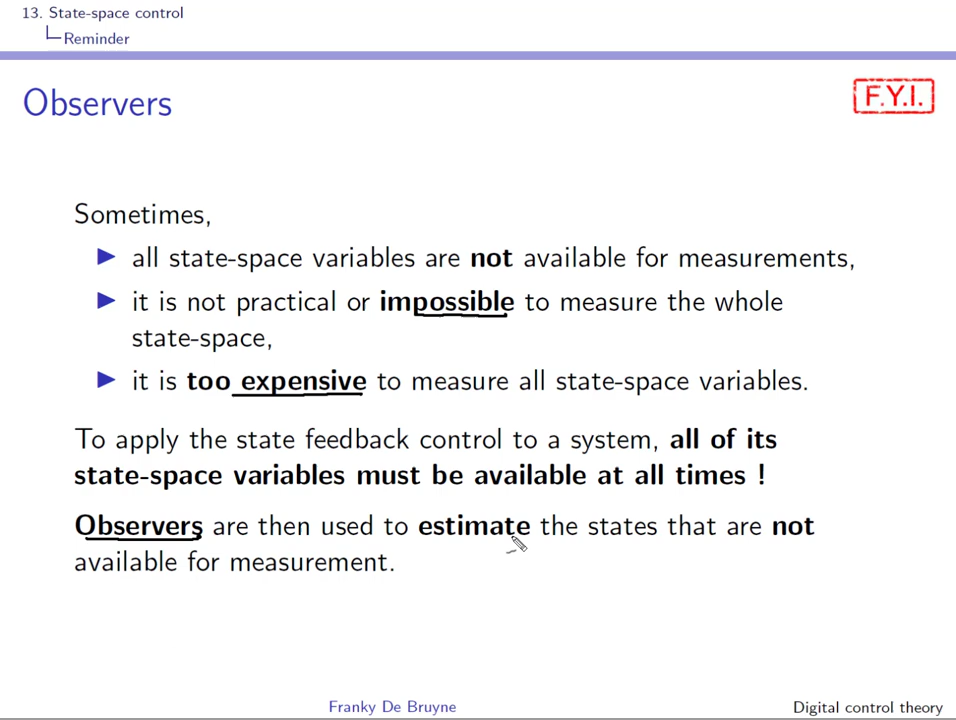 13. State-space control
Reminder
Observers
F.Y.I.
Sometimes,
all state-space variables are not available for measurements,
it is not practical or impossible to measure the whole
state-space,
it is too expensive to measure all state-space variables.
To apply the state feedback control to a system, all of its
state-space variables must be available at all times !
Observers are then used to estimate the states that are not
available for measurement.
Franky De Bruyne
Digital control theory